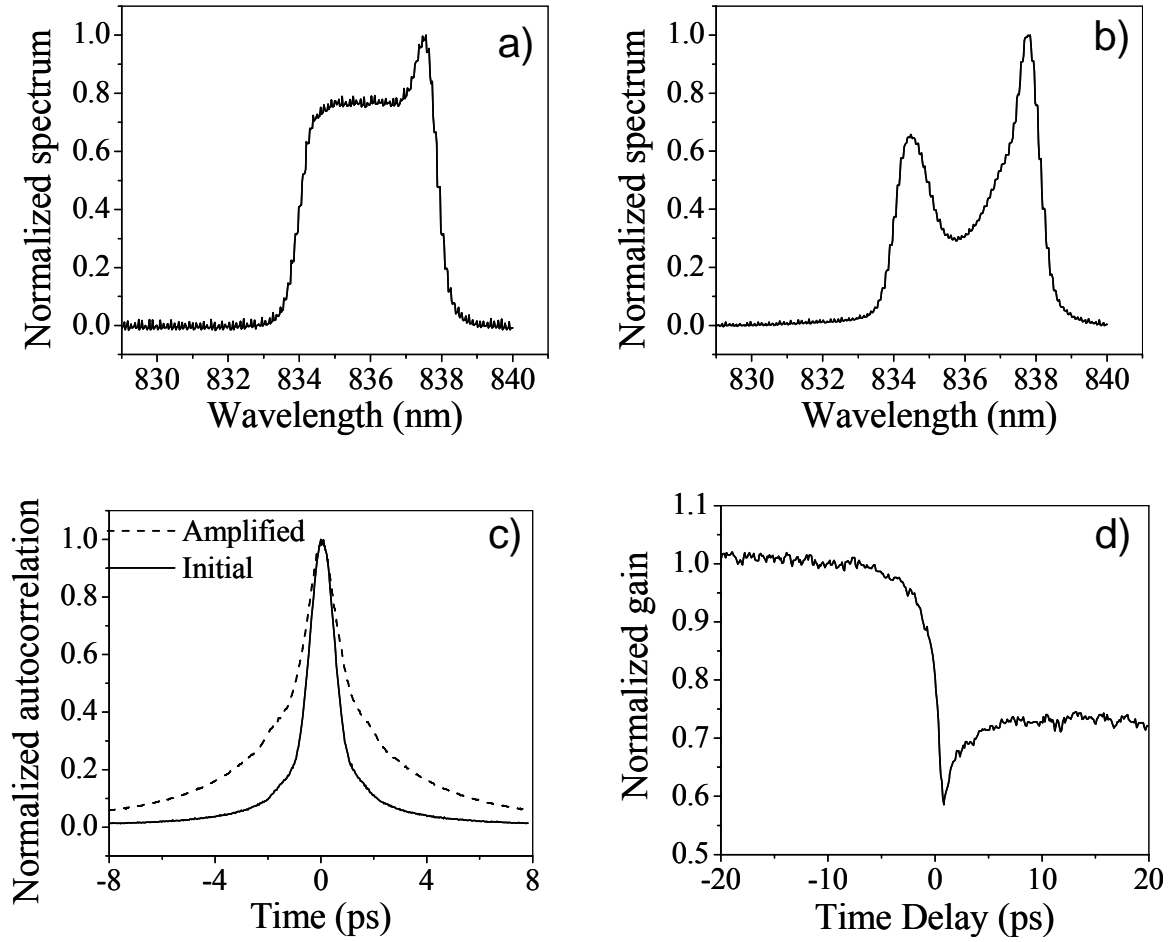 a)
Normalized spectrum
1.0
0.8
0.6
0.4
0.2
0.0
830 832 834 836 838 840
Wavelength (nm)
b)
Normalized spectrum
1.0
0.8
0.6
0.4
0.2
0.0
830 832 834 836 838 840
Wavelength (nm)
c)
Amplified
Initial
Normalized autocorrelation
1.0
0.8
0.6
0.4
0.2
0.0
-8 -4 0 4 8
Time (ps)
d)
Normalized gain
1.1
1.0
0.9
0.8
0.7
0.6
0.5
-20 -10 0 10 20
Time Delay (ps)